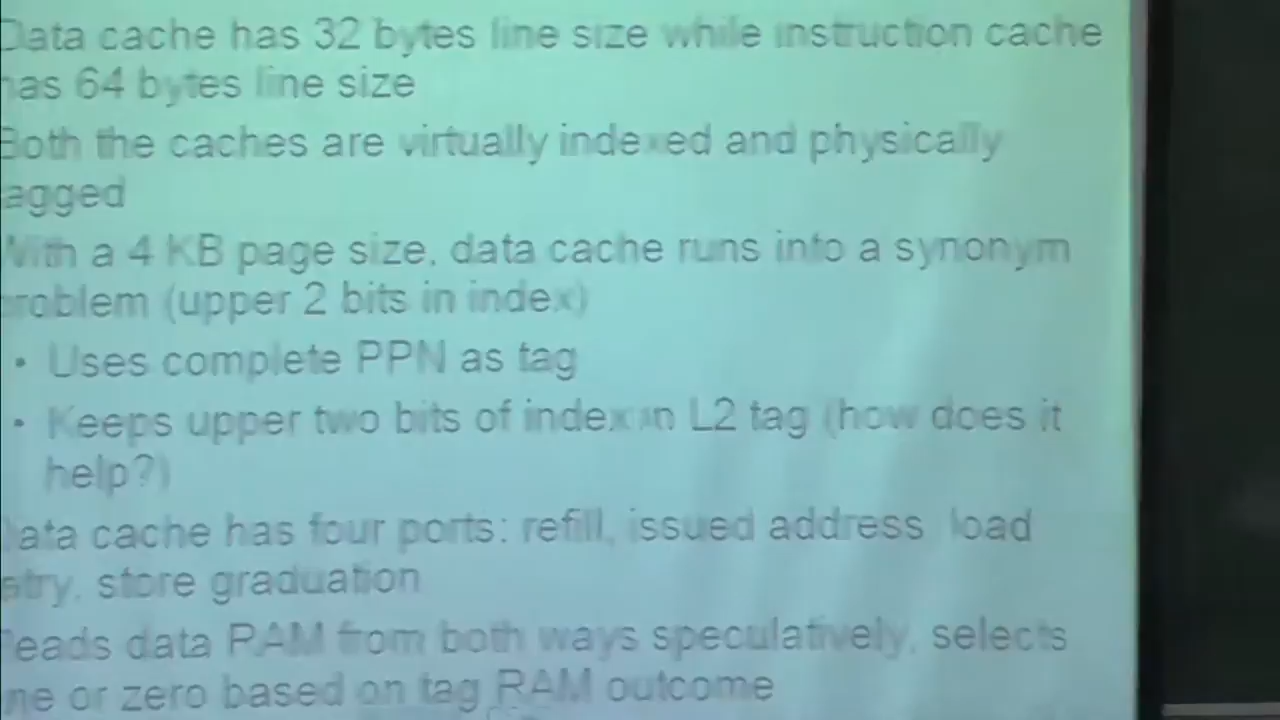 Data cache has 32 bytes line size while instruction cache
has 64 bytes line size
Both the caches are virtually indexed and physically
tagged
With a 4 KB page size, data cache runs into a synonym
problem (upper 2 bits in index)
• Uses complete PPN as tag
• Keeps upper two bits of index in L2 tag (how does it
help?)
Data cache has four ports: refill, issued address, load
retry, store graduation
Reads data RAM from both ways speculatively, selects
one or zero based on tag RAM outcome